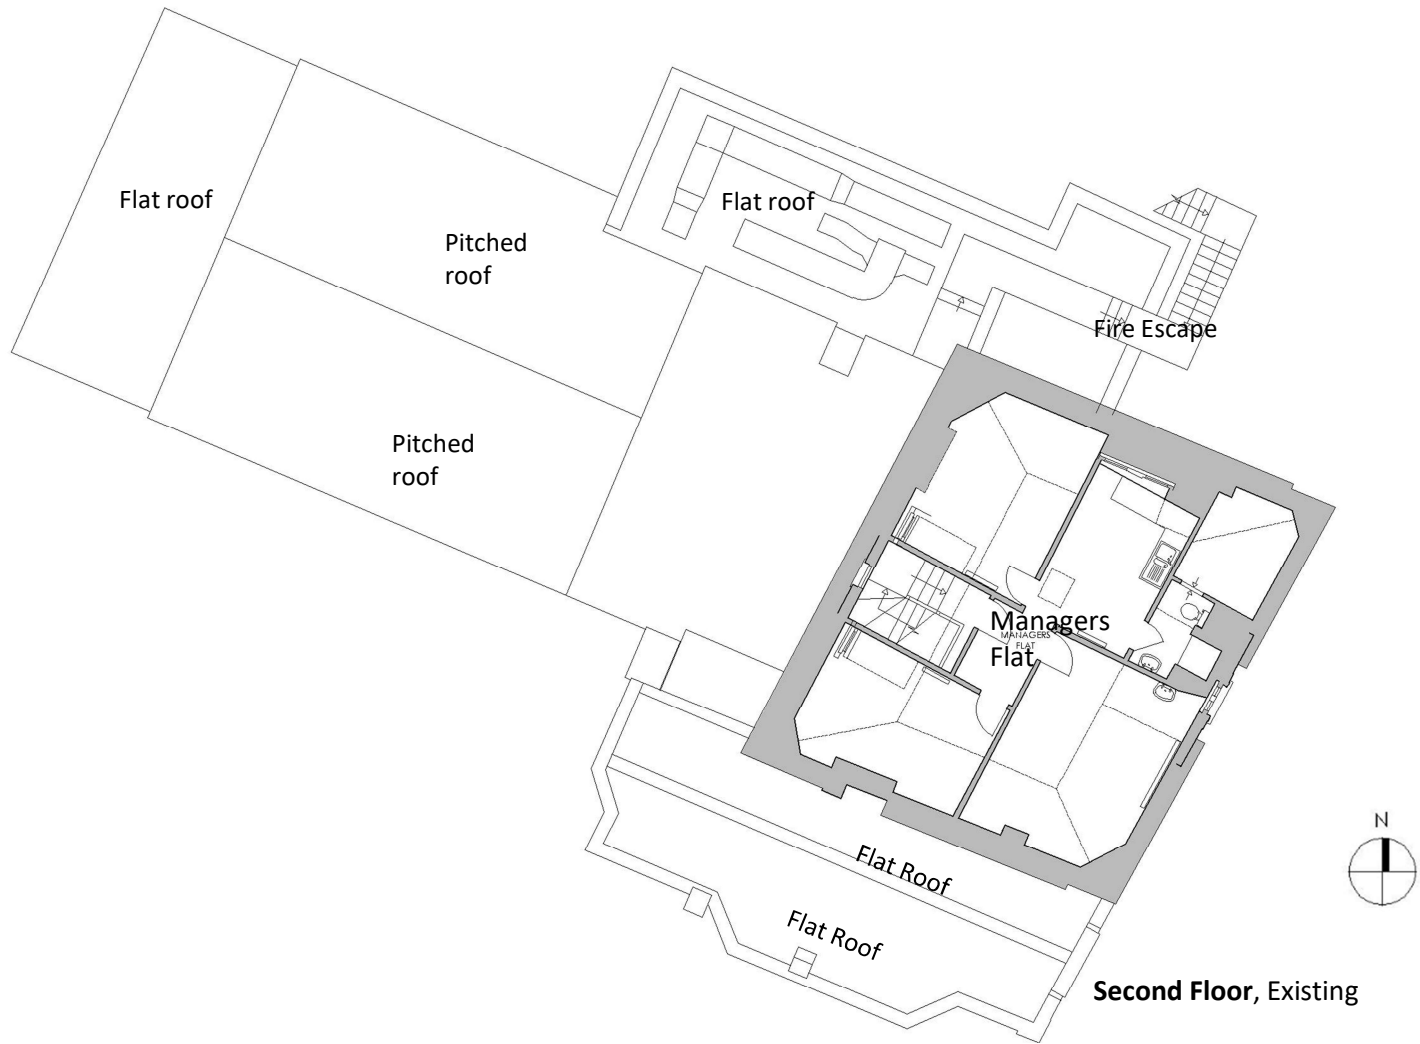 Flat roof
Flat roof
Pitched
roof
Fire Escape
Pitched
roof
Managers
MANAGERS
FLAT
Flat
N
Flat Roof
Flat Roof
Second Floor, Existing